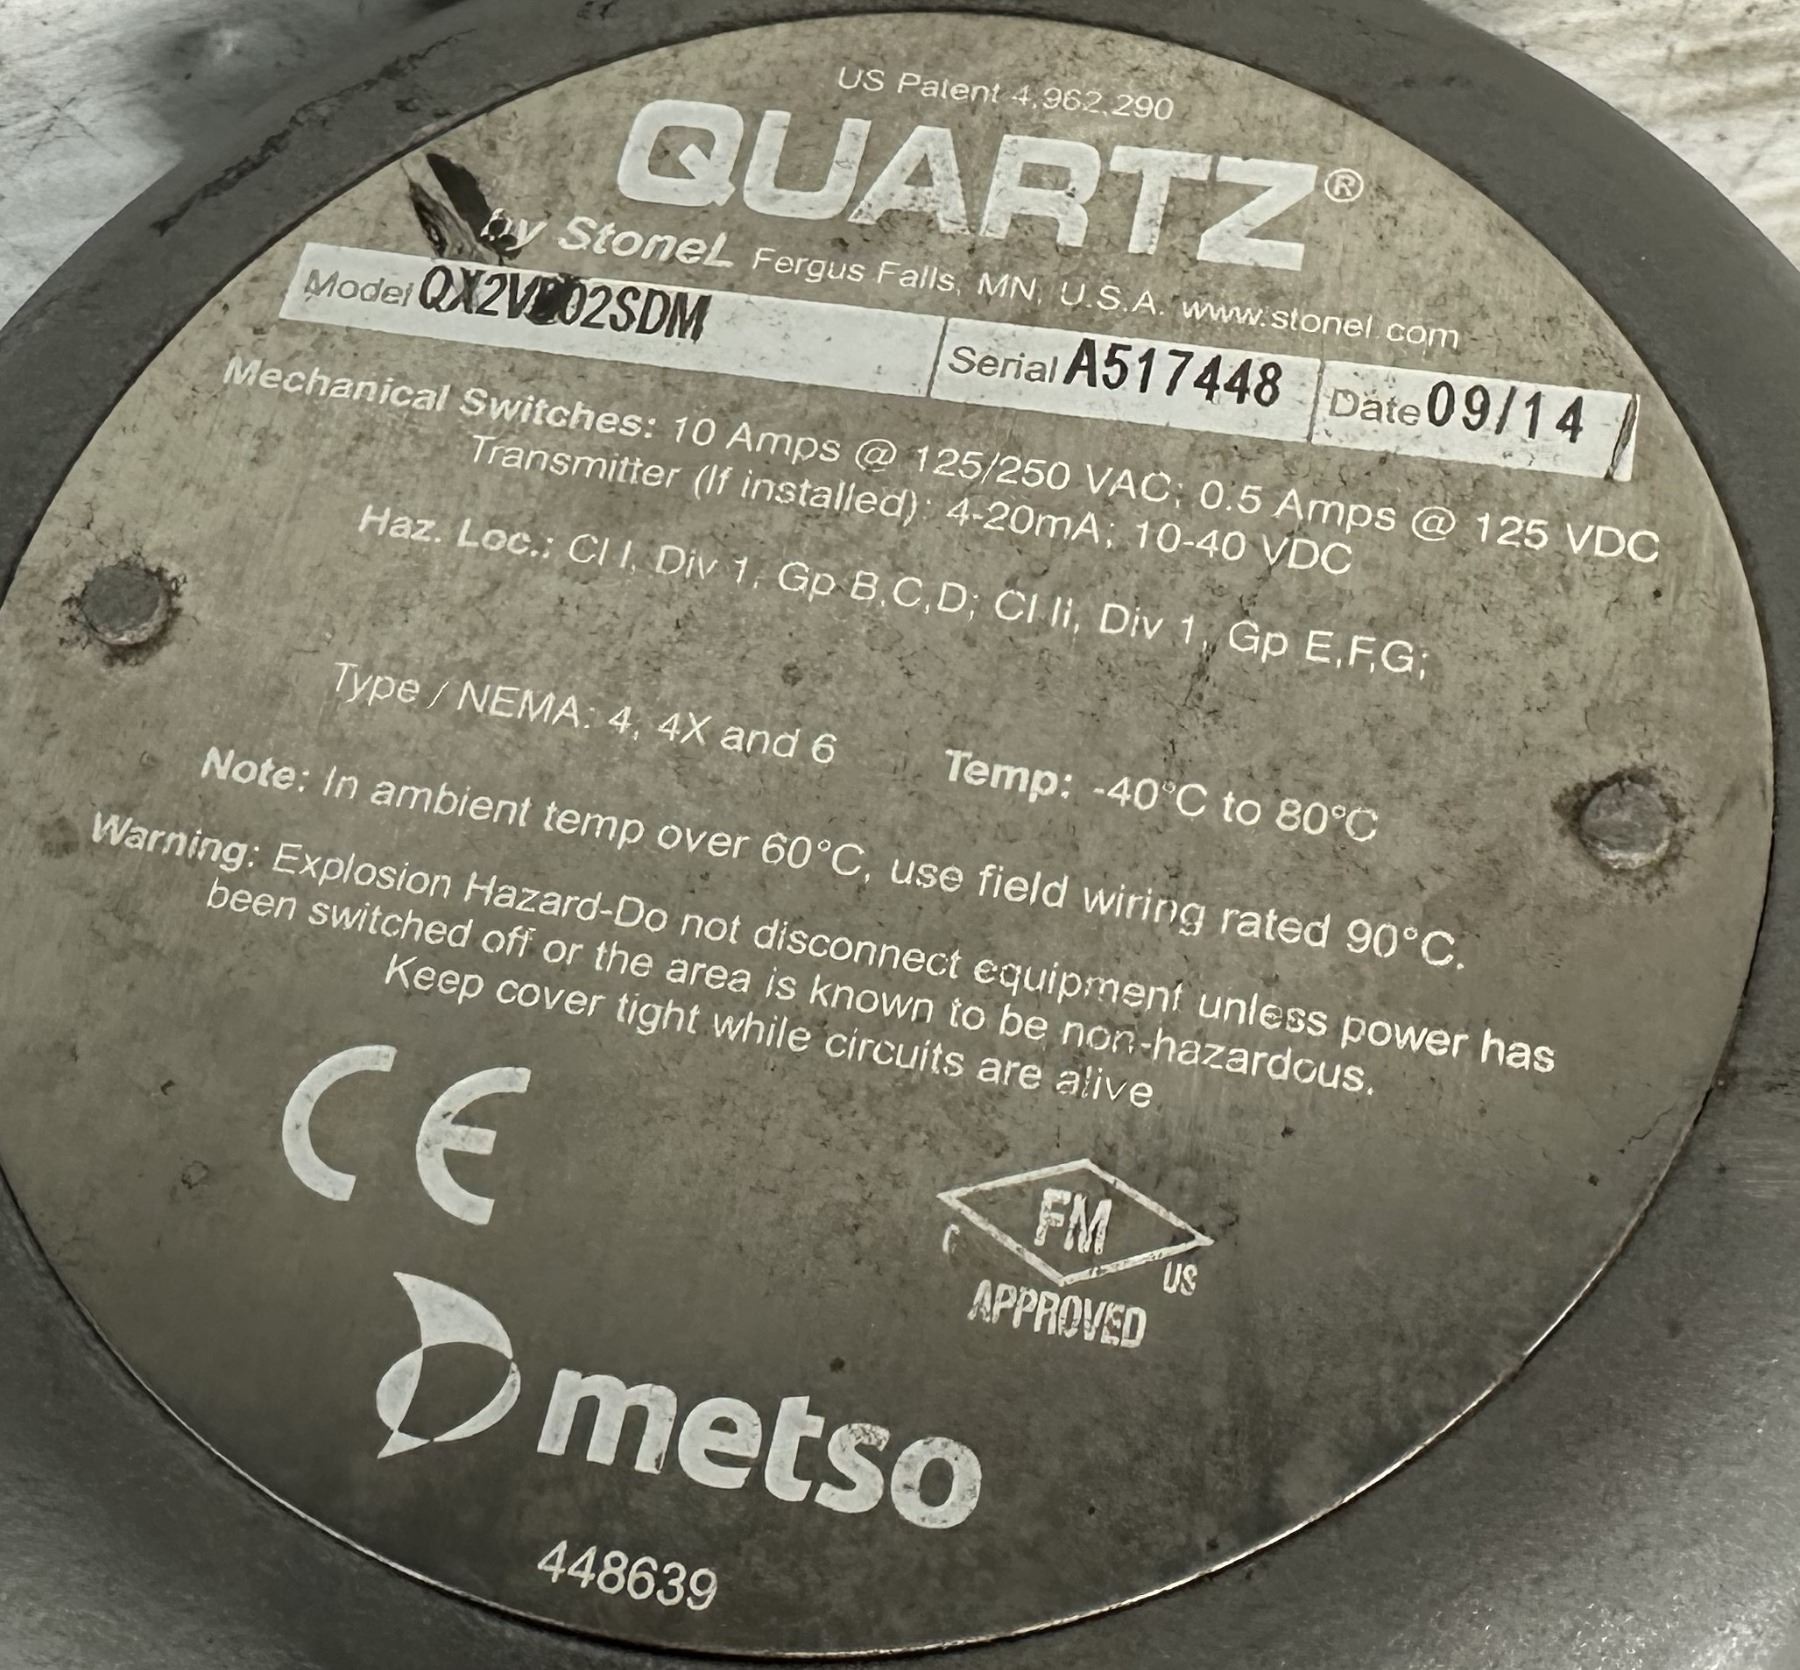 US Patent 4,962,290
QUARTZ®
by StoneL Fergus Falls, MN, U.S.A. www.stonel.com
Model Serial A517448 Date 09/14
Mechanical Switches: 10 Amps @ 125/250 VAC; 0.5 Amps @ 125 VDC
Transmitter (If installed): 4-20mA; 10-40 VDC
Haz. Loc.: Cl I, Div 1, Gp B,C,D; Cl Ii, Div 1, Gp E,F,G;
Type / NEMA: 4, 4X and 6 Temp: -40°C to 80°C
Note: In ambient temp over 60°C, use field wiring rated 90°C.
Warning: Explosion Hazard-Do not disconnect equipment unless power has
been switched off or the area is known to be non-hazardous.
Keep cover tight while circuits are alive
CE
FM
US
APPROVED
metso
448639